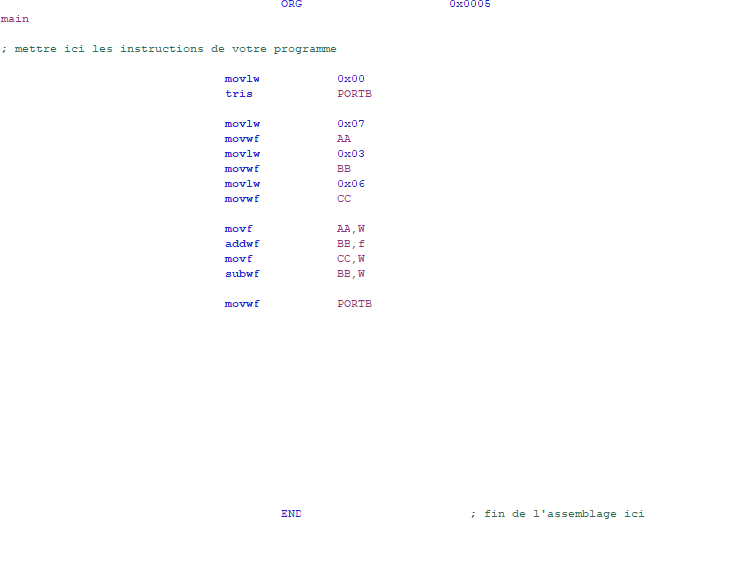 ORG 0x0005
main
; mettre ici les instructions de votre programme
movlw 0x00
tris PORTB
movlw 0x07
movwf AA
movlw 0x03
movwf BB
movlw 0x06
movwf CC
movf AA,W
addwf BB,f
movf CC,W
subwf BB,W
movwf PORTB
END ; fin de l'assemblage ici